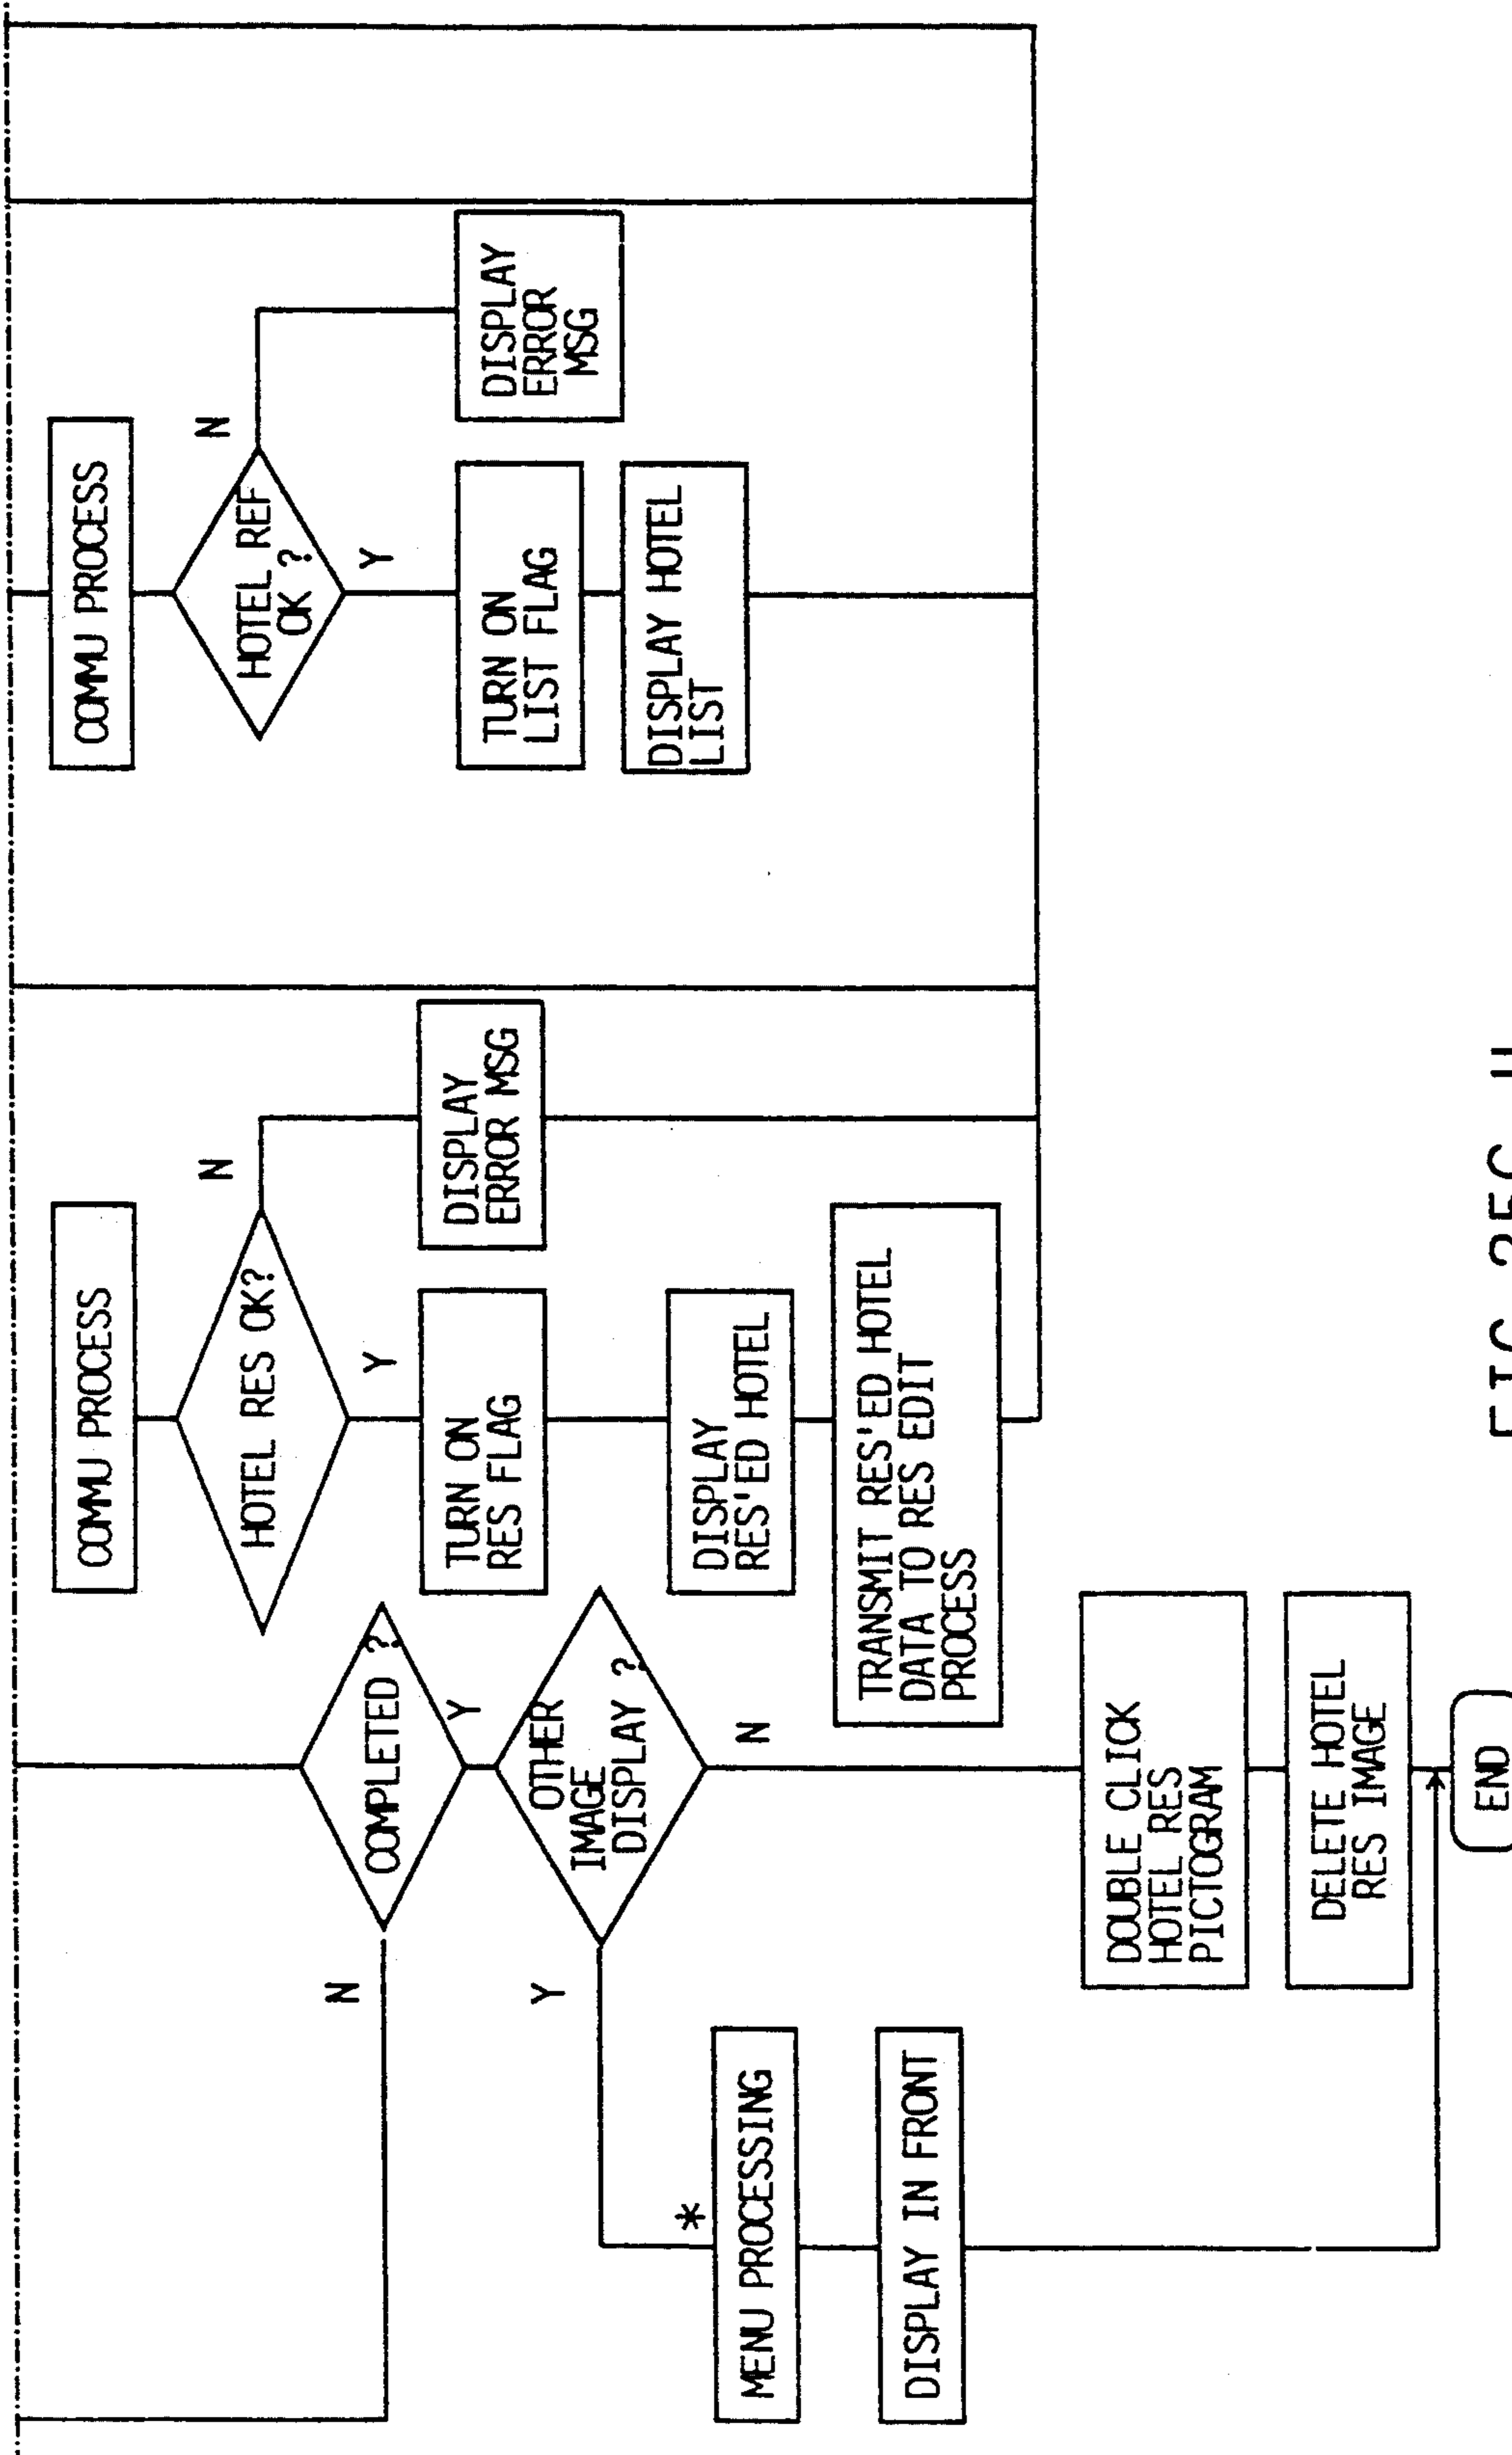 N
COMPLETED ?
Y
OTHER
IMAGE
DISPLAY ?
Y
N
*
MENU PROCESSING
DISPLAY IN FRONT
DOUBLE CLICK
HOTEL RES
PICTOGRAM
DELETE HOTEL
RES IMAGE
END
COMMU PROCESS
HOTEL RES OK?
N
Y
TURN ON
RES FLAG
DISPLAY
ERROR MSG
DISPLAY
RES'ED HOTEL
TRANSMIT RES'ED HOTEL
DATA TO RES EDIT
PROCESS
COMMU PROCESS
HOTEL REF
OK ?
N
Y
TURN ON
LIST FLAG
DISPLAY
ERROR
MSG
DISPLAY HOTEL
LIST